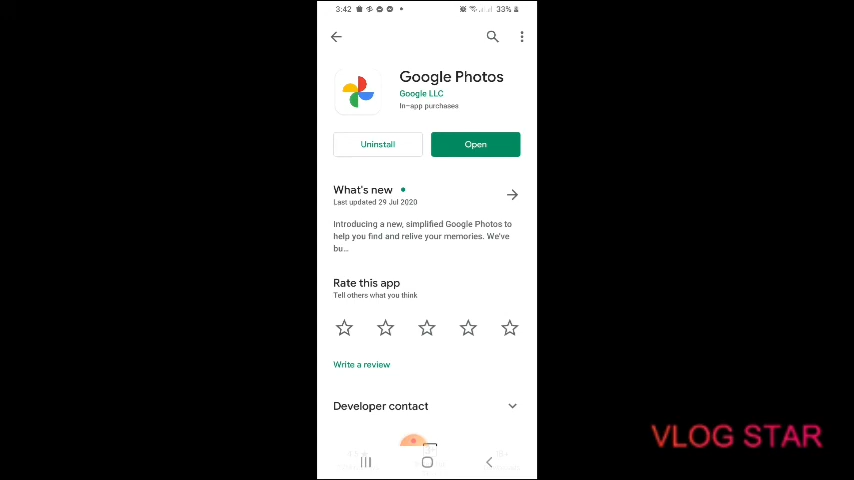 3:42
33%
Google Photos
Google LLC
In-app purchases
Uninstall
Open
What's new
Last updated 29 Jul 2020
Introducing a new, simplified Google Photos to
help you find and relive your memories. We've
bu...
Rate this app
Tell others what you think
Write a review
Developer contact
VLOG STAR